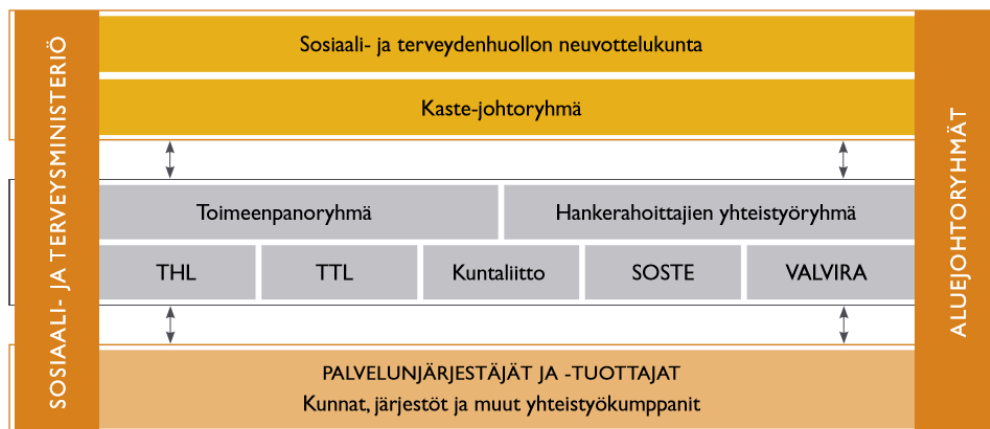 SOSIAALI- JA TERVEYSMINISTERIÖ
Sosiaali- ja terveydenhuollon neuvottelukunta
Kaste-johtoryhmä
Toimeenpanoryhmä
Hankerahoittajien yhteistyöryhmä
THL
TTL
Kuntaliitto
SOSTE
VALVIRA
PALVELUNJÄRJESTÄJÄT JA -TUOTTAJAT
Kunnat, järjestöt ja muut yhteistyökumppanit
ALUEJOHTORYHMÄT